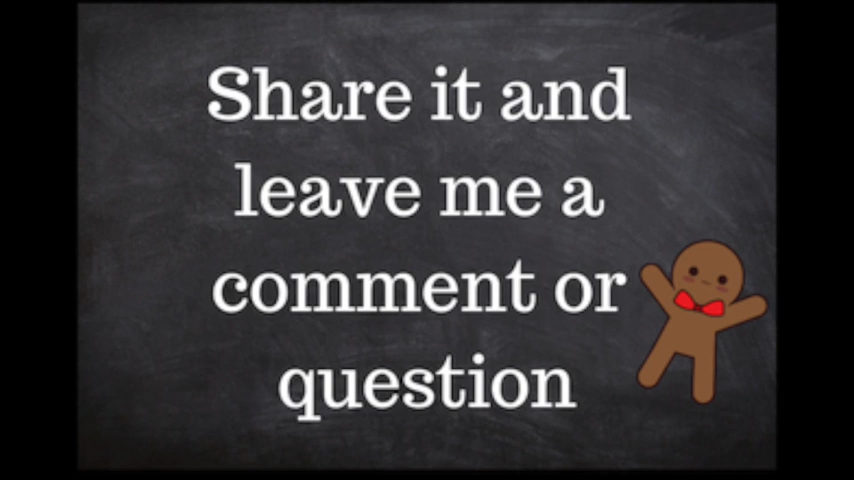 Share it and
leave me a
comment or
question